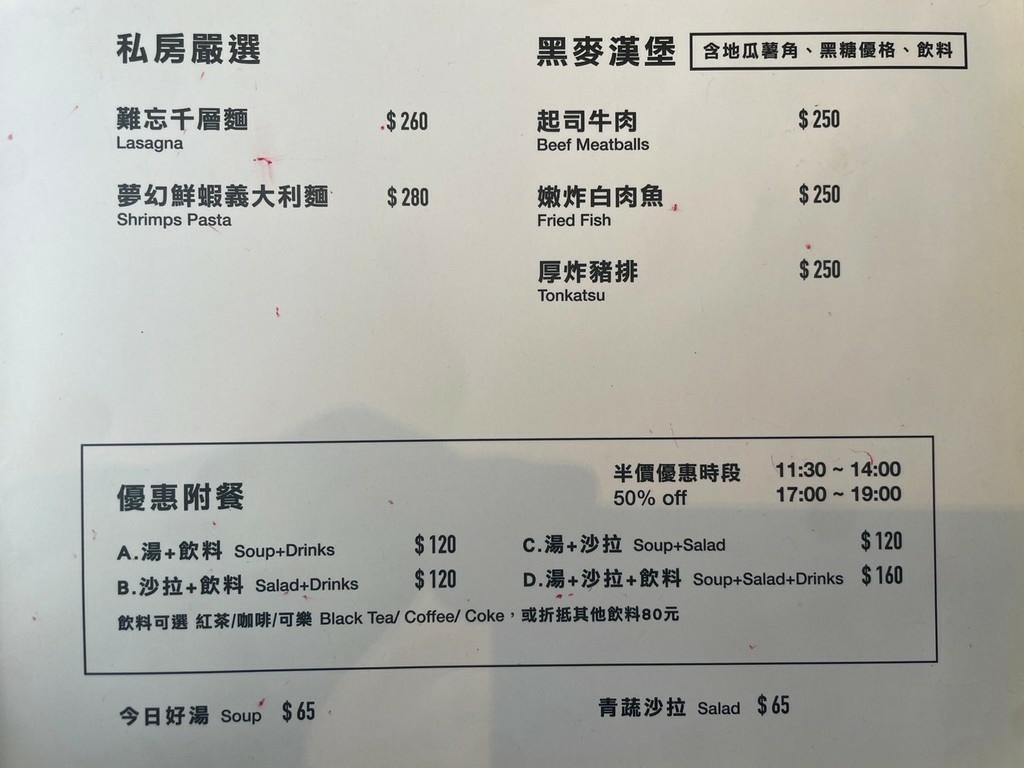 私房嚴選
難忘千層麵 $260
Lasagna
夢幻鮮蝦義大利麵 $280
Shrimps Pasta
黑麥漢堡 含地瓜薯角、黑糖優格、飲料
起司牛肉 $250
Beef Meatballs
嫩炸白肉魚 $250
Fried Fish
厚炸豬排 $250
Tonkatsu
優惠附餐
半價優惠時段 11:30 ~ 14:00
50% off 17:00 ~ 19:00
A.湯+飲料 Soup+Drinks $120
B.沙拉+飲料 Salad+Drinks $120
C.湯+沙拉 Soup+Salad $120
D.湯+沙拉+飲料 Soup+Salad+Drinks $160
飲料可選 紅茶/咖啡/可樂 Black Tea/ Coffee/ Coke，或折抵其他飲料80元
今日好湯 Soup $65
青蔬沙拉 Salad $65